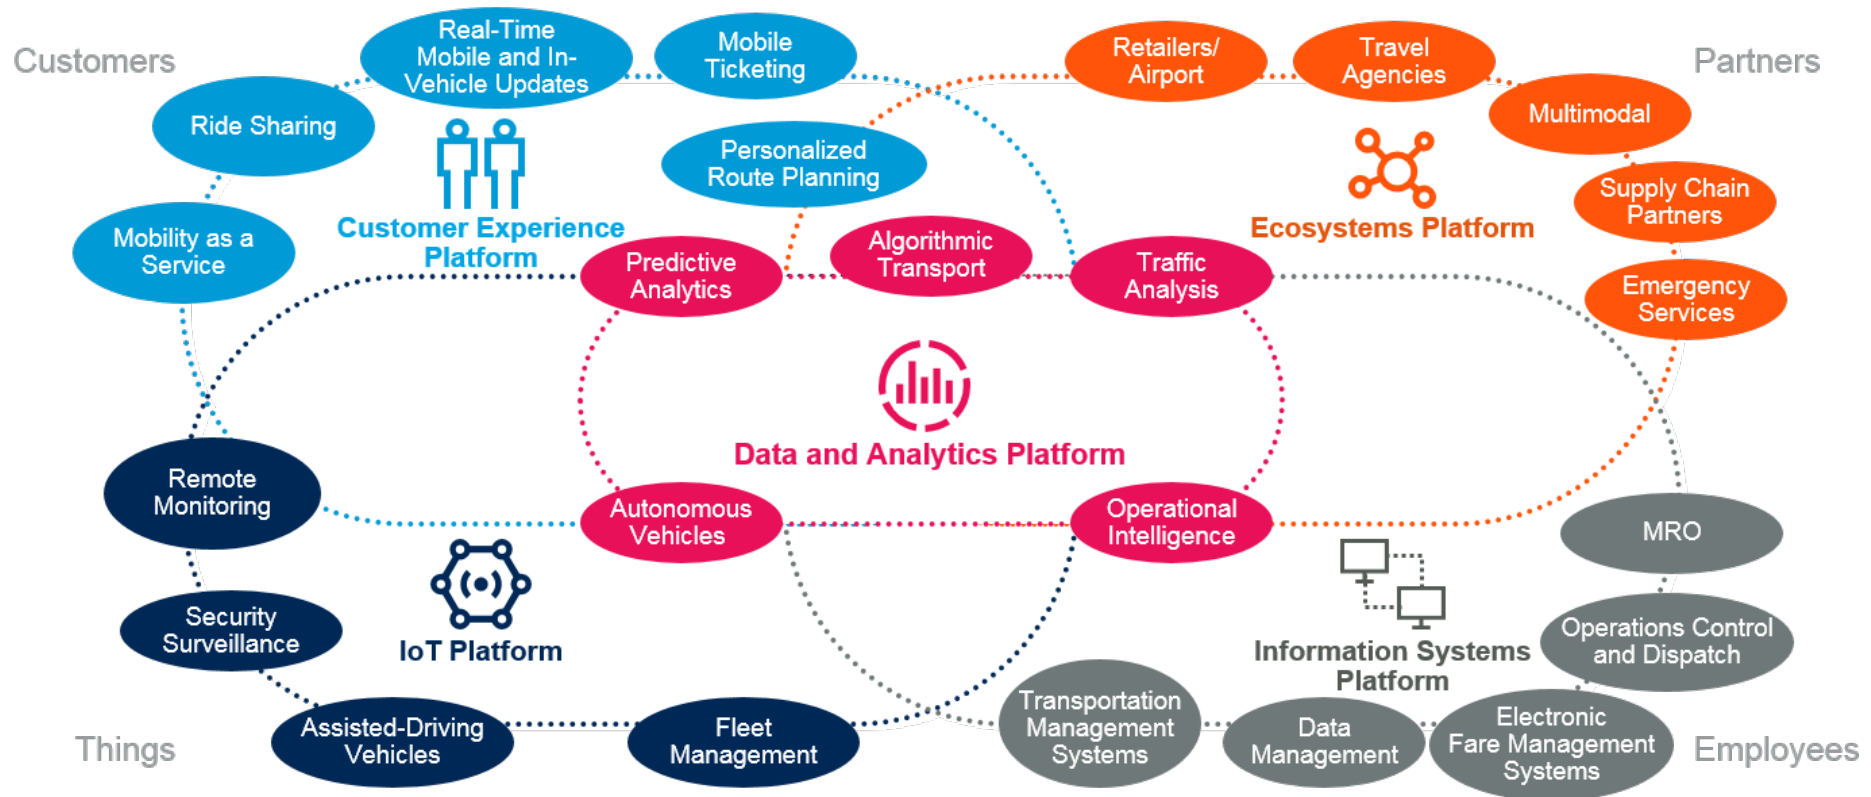 Customers
Real-Time
Mobile and In-
Vehicle Updates
Mobile
Ticketing
Retailers/
Airport
Travel
Agencies
Partners
Ride Sharing
Multimodal
Personalized
Route Planning
Supply Chain
Partners
Mobility as a
Service
Customer Experience
Platform
Algorithmic
Transport
Ecosystems Platform
Predictive
Analytics
Traffic
Analysis
Emergency
Services
Data and Analytics Platform
Remote
Monitoring
Autonomous
Vehicles
Operational
Intelligence
MRO
Security
Surveillance
IoT Platform
Information Systems
Platform
Operations Control
and Dispatch
Things
Assisted-Driving
Vehicles
Fleet
Management
Transportation
Management
Systems
Data
Management
Electronic
Fare Management
Systems
Employees